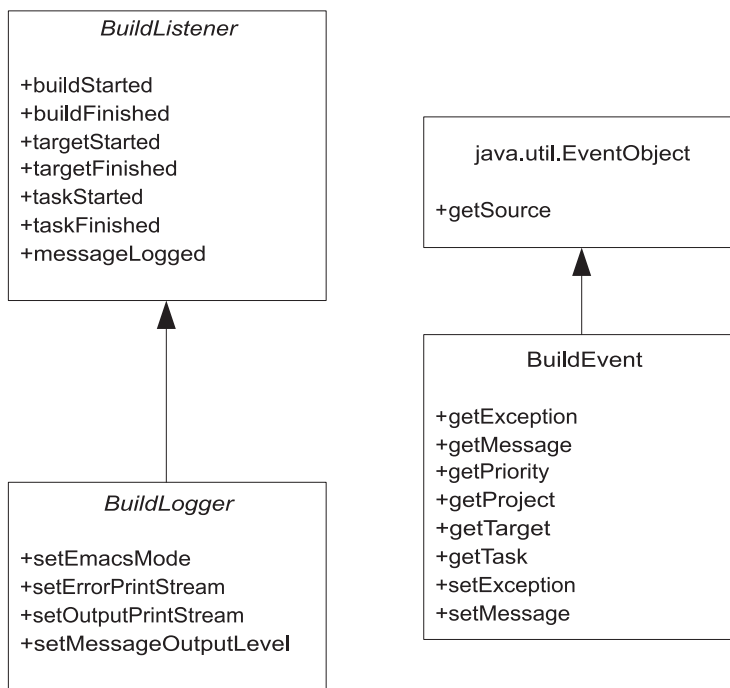 BuildListener
+buildStarted
+buildFinished
+targetStarted
+targetFinished
+taskStarted
+taskFinished
+messageLogged
BuildLogger
+setEmacsMode
+setErrorPrintStream
+setOutputPrintStream
+setMessageOutputLevel
java.util.EventObject
+getSource
BuildEvent
+getException
+getMessage
+getPriority
+getProject
+getTarget
+getTask
+setException
+setMessage